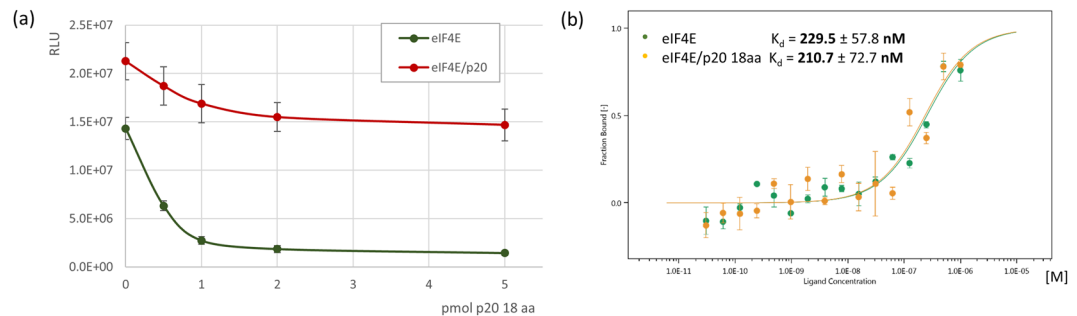 (a)
RLU
2.5E+07
2.0E+07
1.5E+07
1.0E+07
5.0E+06
0.0E+00
0 1 2 3 4 5
pmol p20 18 aa
eIF4E
eIF4E/p20
(b)
eIF4E K_d = 229.5 ± 57.8 nM
eIF4E/p20 18aa K_d = 210.7 ± 72.7 nM
Fraction Bound [-]
1.0
0.5
0.0
1.0E-11 1.0E-10 1.0E-09 1.0E-08 1.0E-07 1.0E-06 1.0E-05
Ligand Concentration
[M]